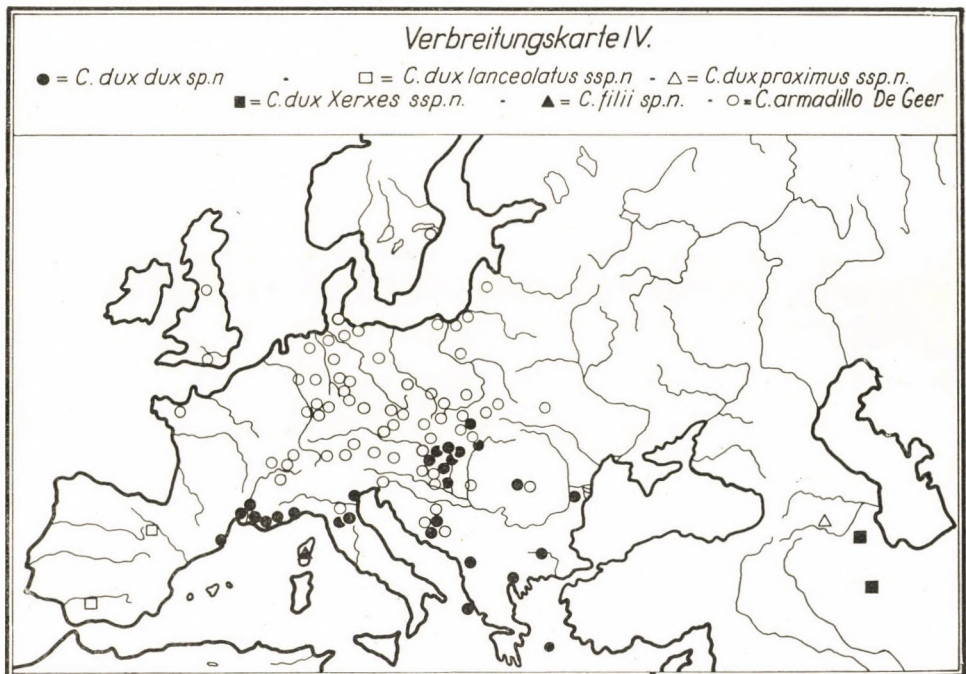 Verbreitungskarte IV.
● = C. dux dux sp.n - □ = C. dux lanceolatus ssp.n - △ = C. dux proximus ssp.n.
■ = C. dux Xerxes ssp.n. - ▲ = C. filii sp.n. - ○ = C. armadillo De Geer